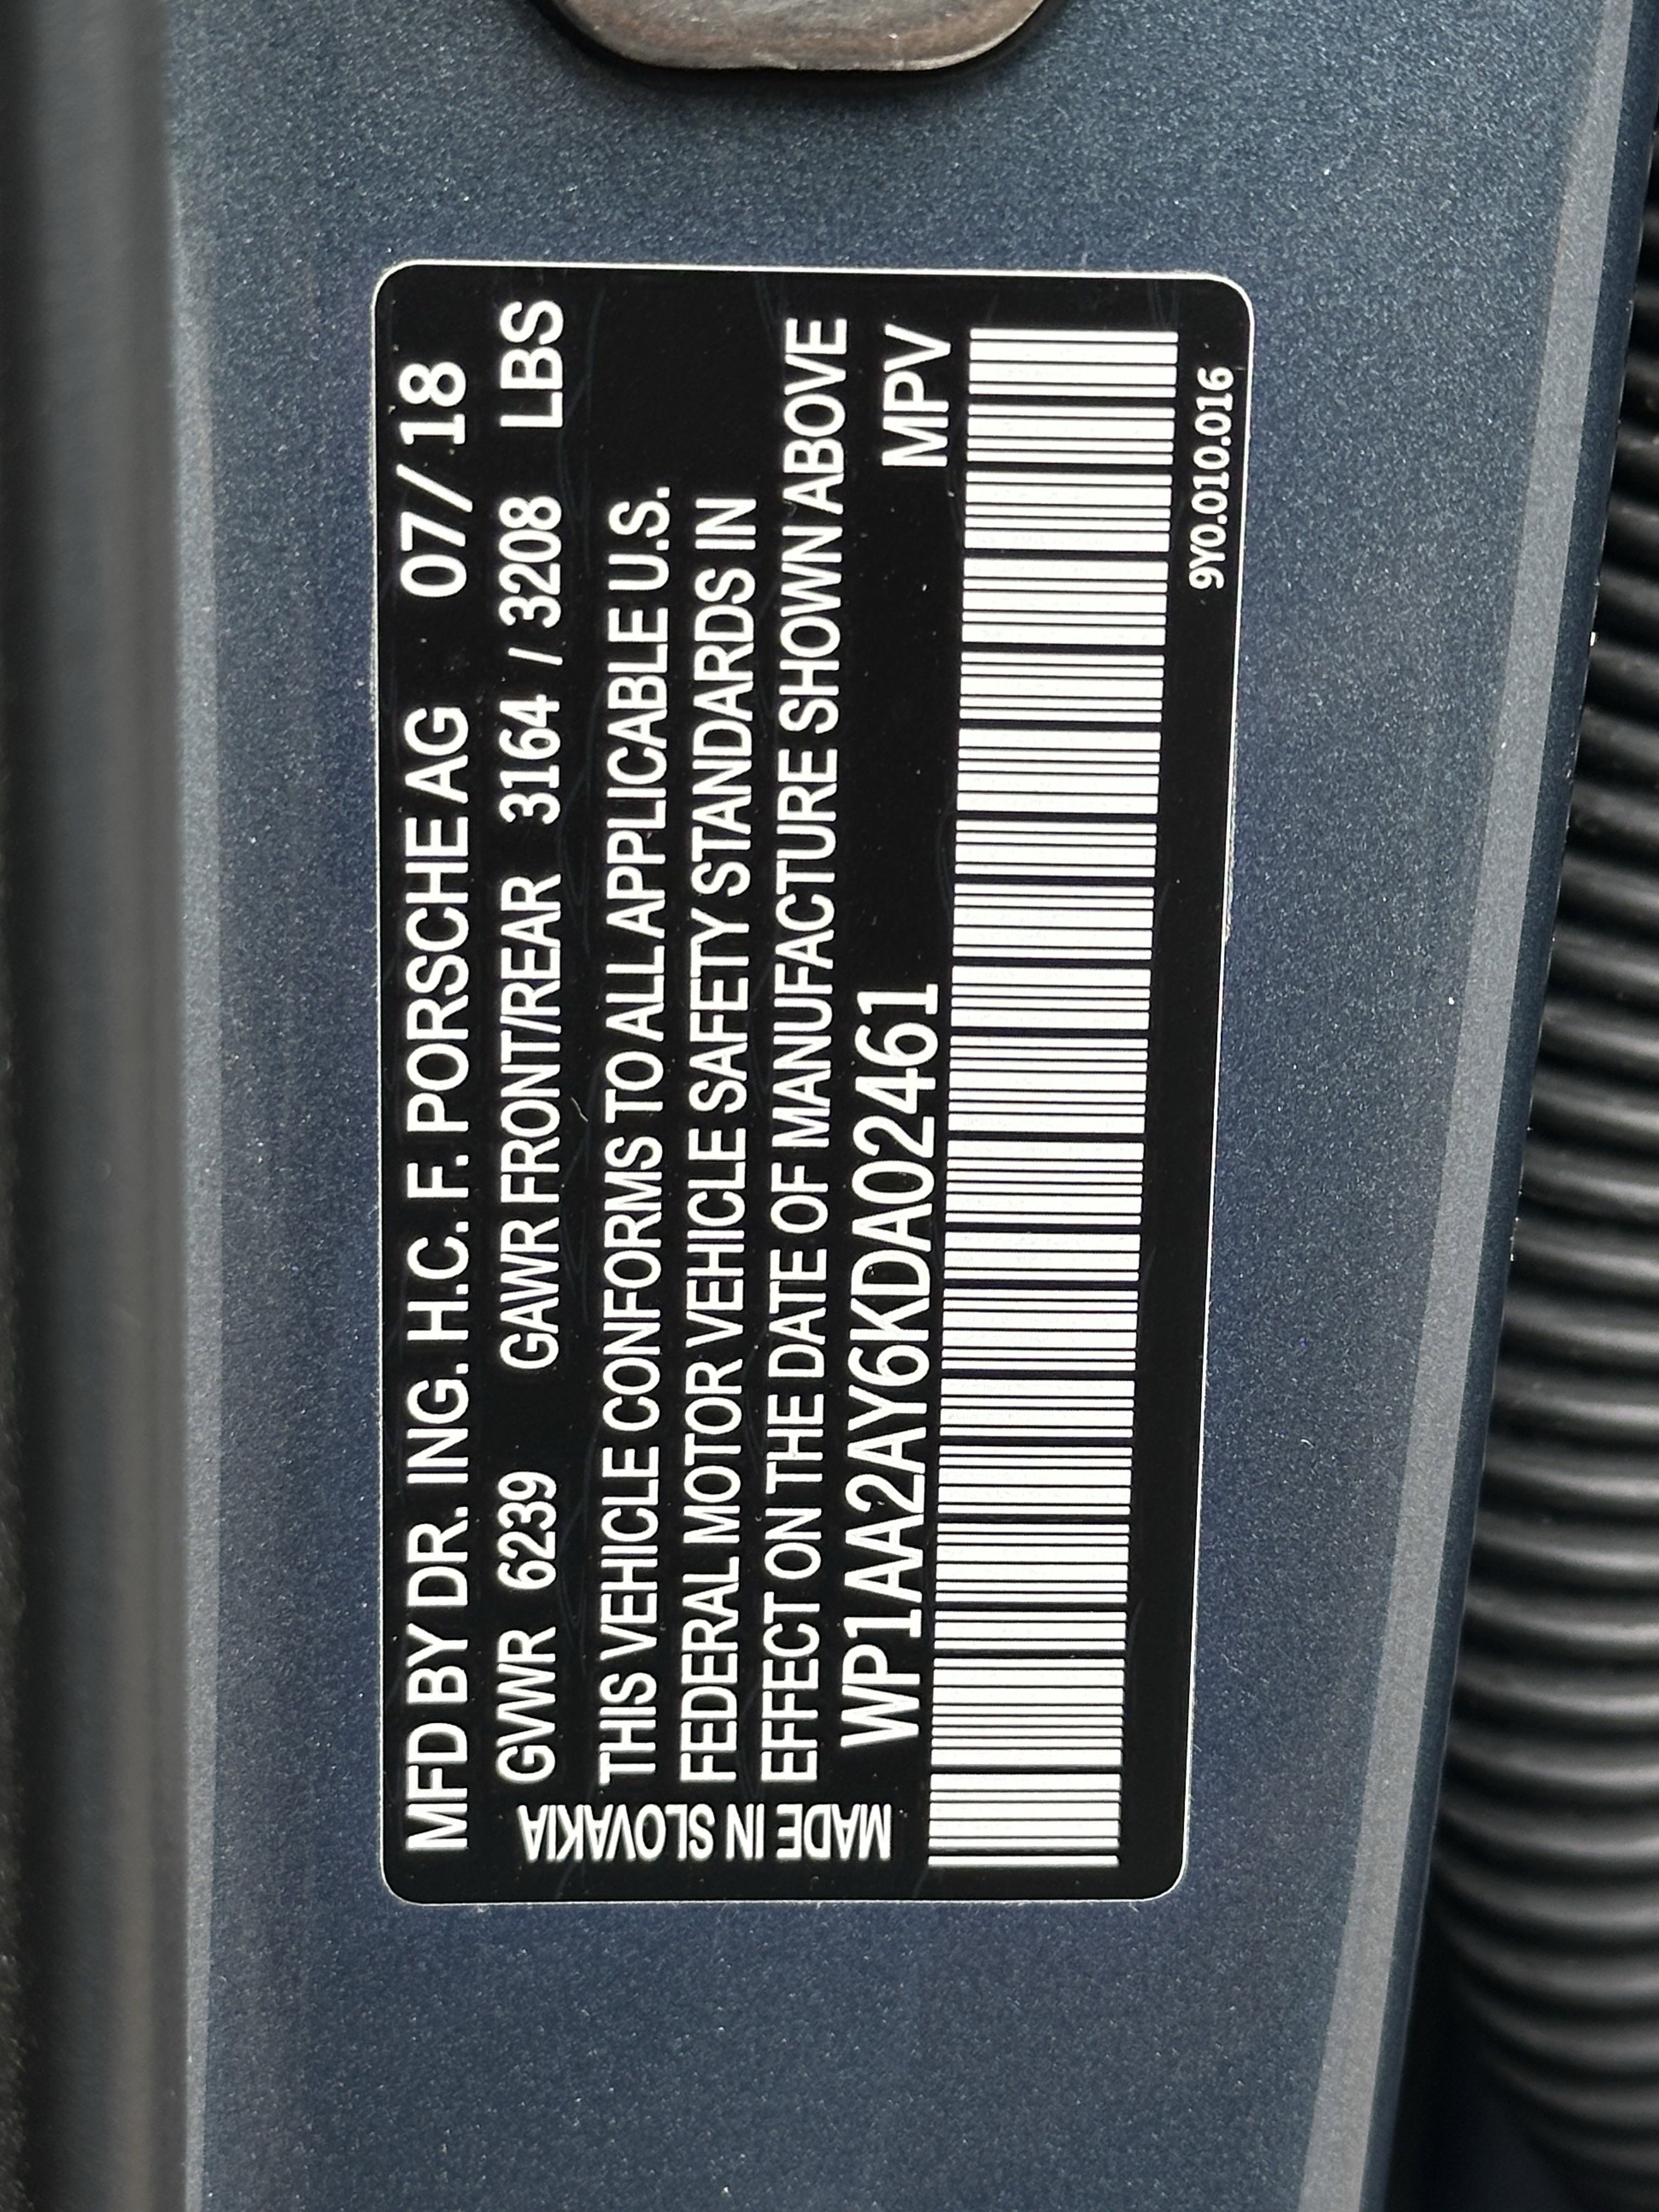 MFD BY DR. ING. H.C. F. PORSCHE AG 07/18
GVWR 6239 GAWR FRONT/REAR 3164 / 3208 LBS
THIS VEHICLE CONFORMS TO ALL APPLICABLE U.S.
FEDERAL MOTOR VEHICLE SAFETY STANDARDS IN
EFFECT ON THE DATE OF MANUFACTURE SHOWN ABOVE
WP1AA2AY6KDA02461 MPV
MADE IN SLOVAKIA
9Y0.010.016